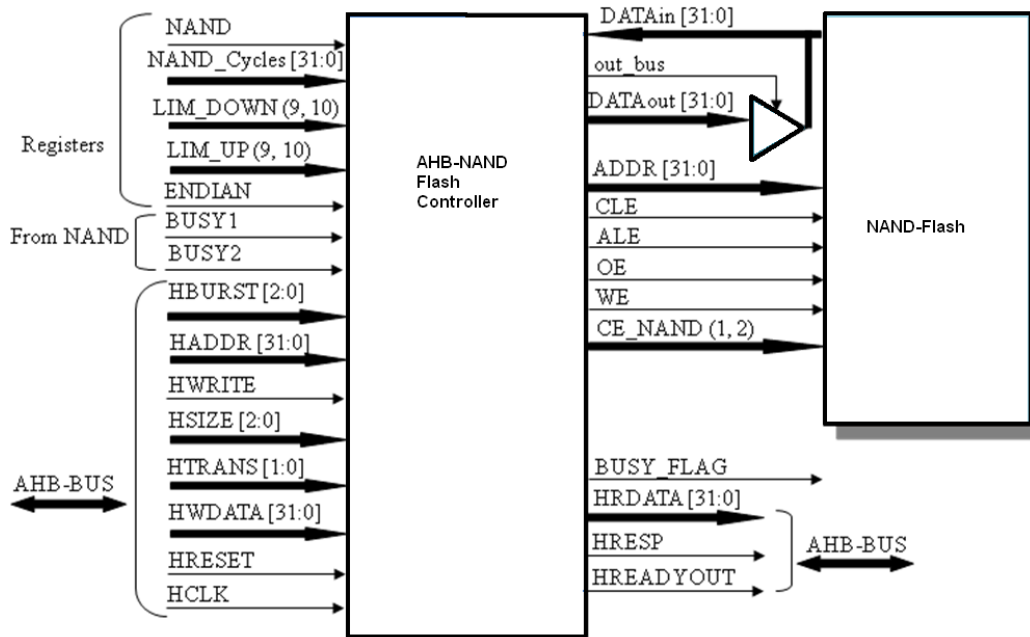 NAND
NAND_Cycles [31:0]
LIM_DOWN (9, 10)
LIM_UP (9, 10)
ENDIAN
Registers
BUSY1
BUSY2
From NAND
HBURST [2:0]
HADDR [31:0]
HWRITE
HSIZE [2:0]
HTRANS [1:0]
HWDATA [31:0]
HRESET
HCLK
AHB-BUS
AHB-NAND
Flash
Controller
DATAin [31:0]
out_bus
DATAout [31:0]
ADDR [31:0]
CLE
ALE
OE
WE
CE_NAND (1, 2)
NAND-Flash
BUSY_FLAG
HRDATA [31:0]
HRESP
HREADYOUT
AHB-BUS